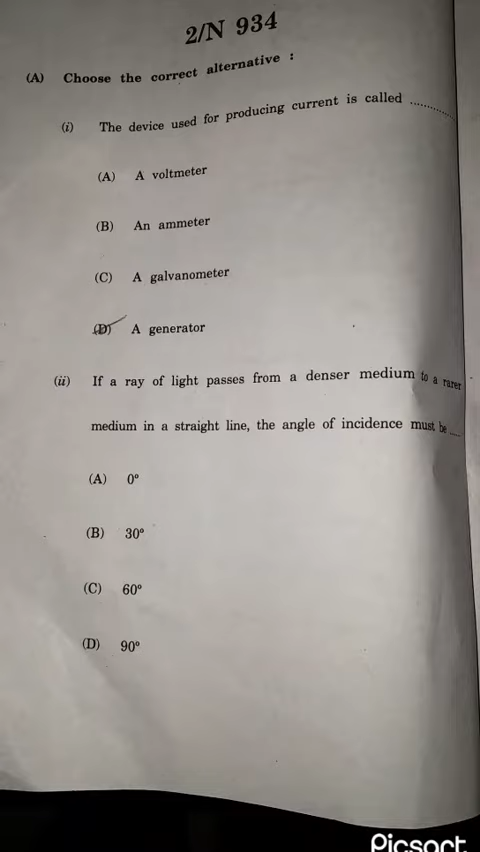 2/N 934
(A) Choose the correct alternative :
(i) The device used for producing current is called ............
(A) A voltmeter
(B) An ammeter
(C) A galvanometer
(D) A generator
(ii) If a ray of light passes from a denser medium to a rarer
medium in a straight line, the angle of incidence must be .....
(A) 0°
(B) 30°
(C) 60°
(D) 90°
Picsart